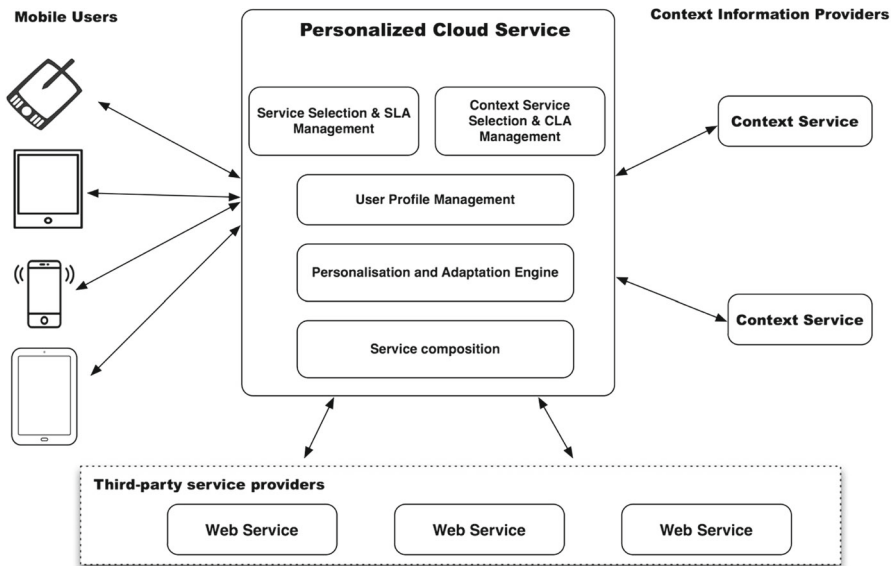 Mobile Users
Personalized Cloud Service
Context Information Providers
Service Selection & SLA
Management
Context Service
Selection & CLA
Management
Context Service
User Profile Management
Personalisation and Adaptation Engine
Context Service
Service composition
Third-party service providers
Web Service
Web Service
Web Service